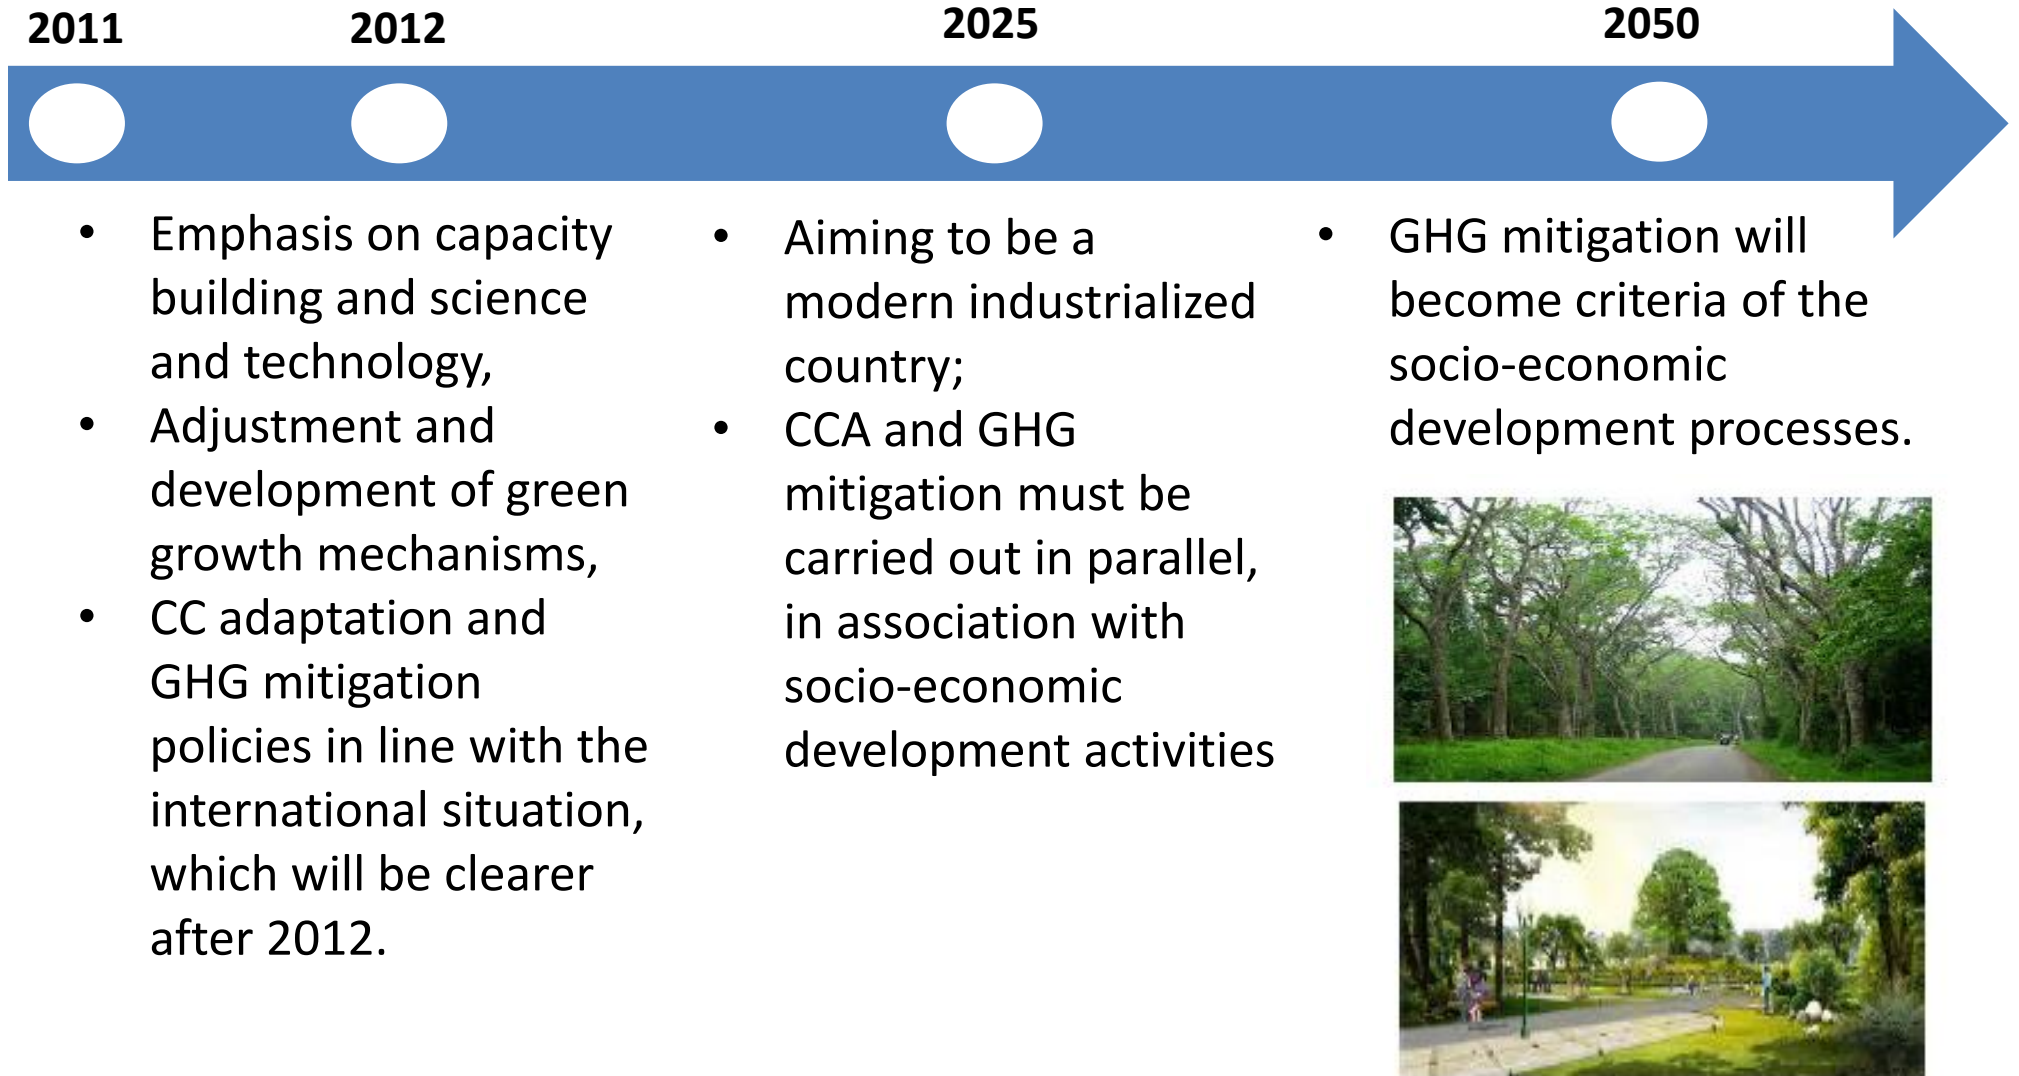 2011
2012
2025
2050
• Emphasis on capacity
building and science
and technology,
• Adjustment and
development of green
growth mechanisms,
• CC adaptation and
GHG mitigation
policies in line with the
international situation,
which will be clearer
after 2012.
• Aiming to be a
modern industrialized
country;
• CCA and GHG
mitigation must be
carried out in parallel,
in association with
socio-economic
development activities
• GHG mitigation will
become criteria of the
socio-economic
development processes.